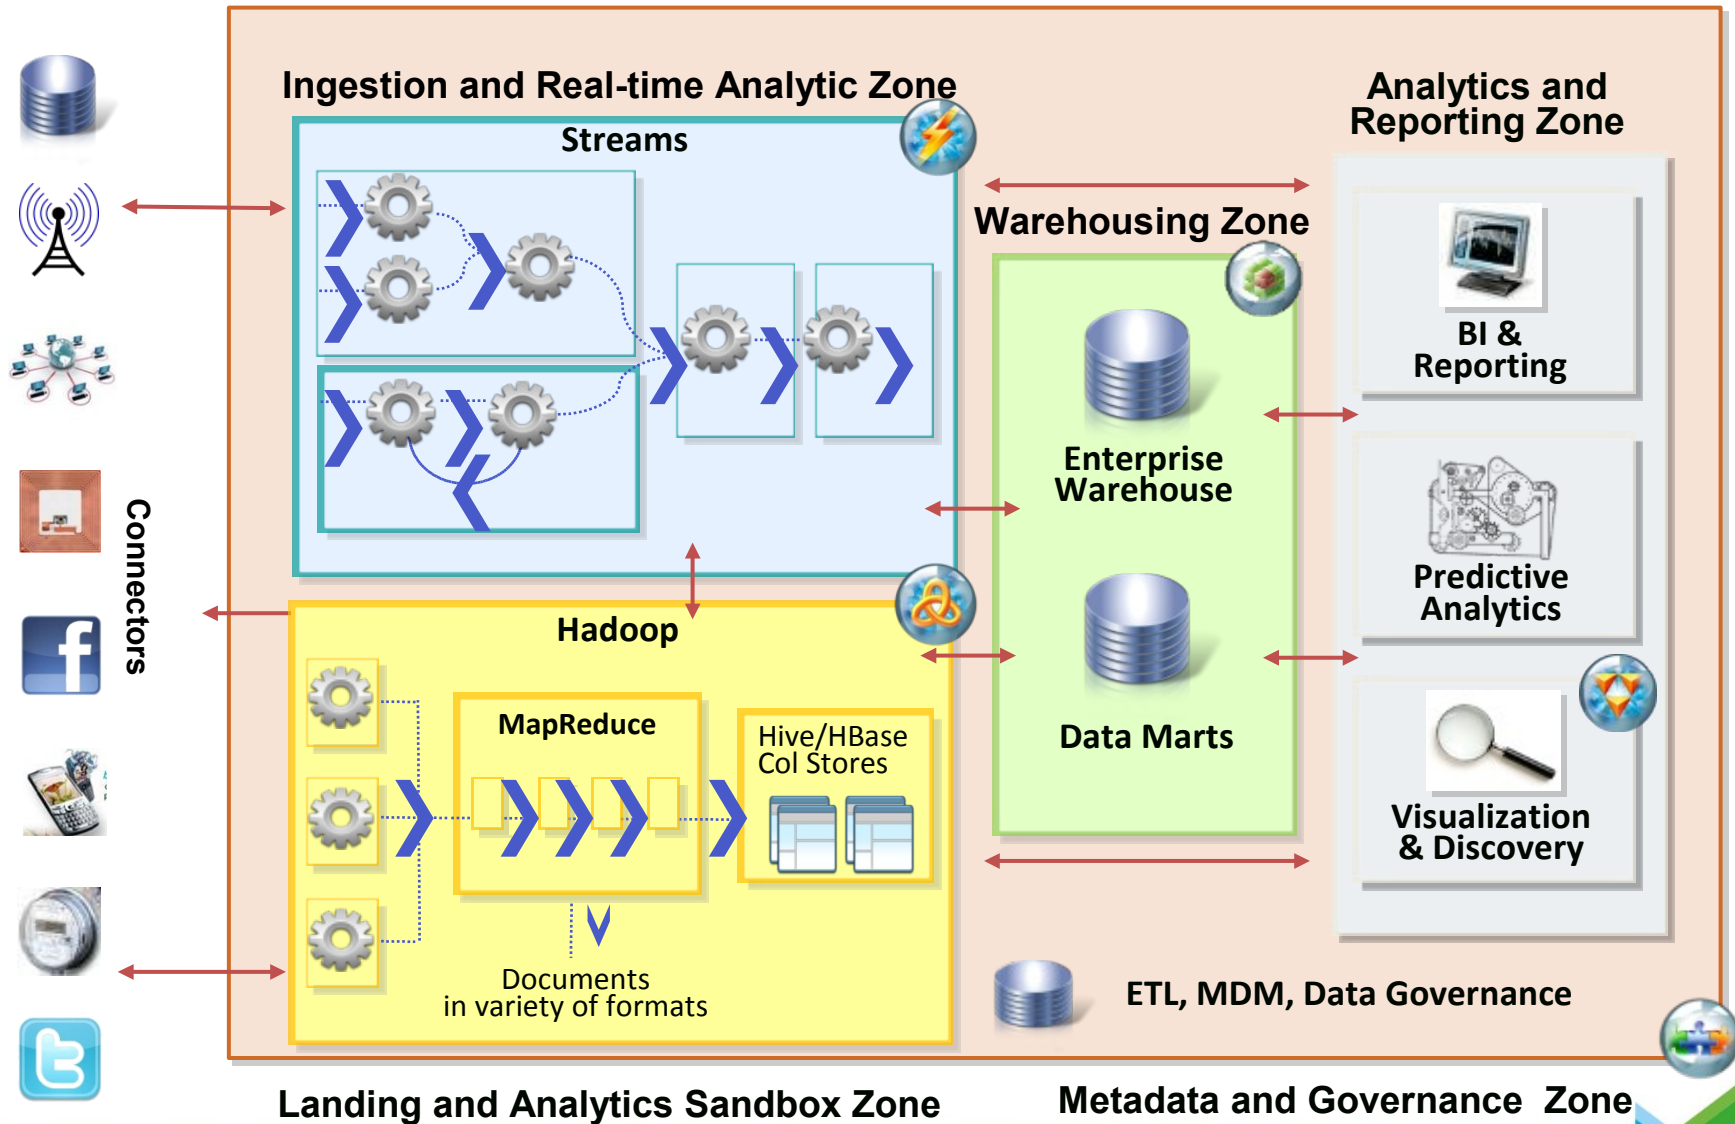 Ingestion and Real-time Analytic Zone
Streams
Analytics and
Reporting Zone
Warehousing Zone
BI &
Reporting
Enterprise
Warehouse
Predictive
Analytics
Connectors
Hadoop
MapReduce
Hive/HBase
Col Stores
Data Marts
Visualization
& Discovery
Documents
in variety of formats
ETL, MDM, Data Governance
Landing and Analytics Sandbox Zone
Metadata and Governance Zone